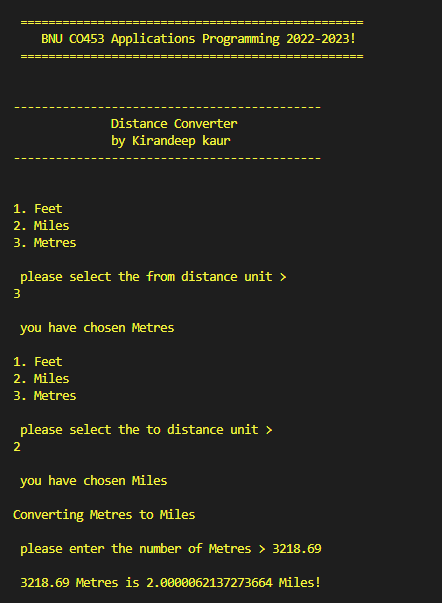 =================================================
BNU CO453 Applications Programming 2022-2023!
=================================================
--------------------------------------------
Distance Converter
by Kirandeep kaur
--------------------------------------------
1. Feet
2. Miles
3. Metres
please select the from distance unit >
3
you have chosen Metres
1. Feet
2. Miles
3. Metres
please select the to distance unit >
2
you have chosen Miles
Converting Metres to Miles
please enter the number of Metres > 3218.69
3218.69 Metres is 2.0000062137273664 Miles!